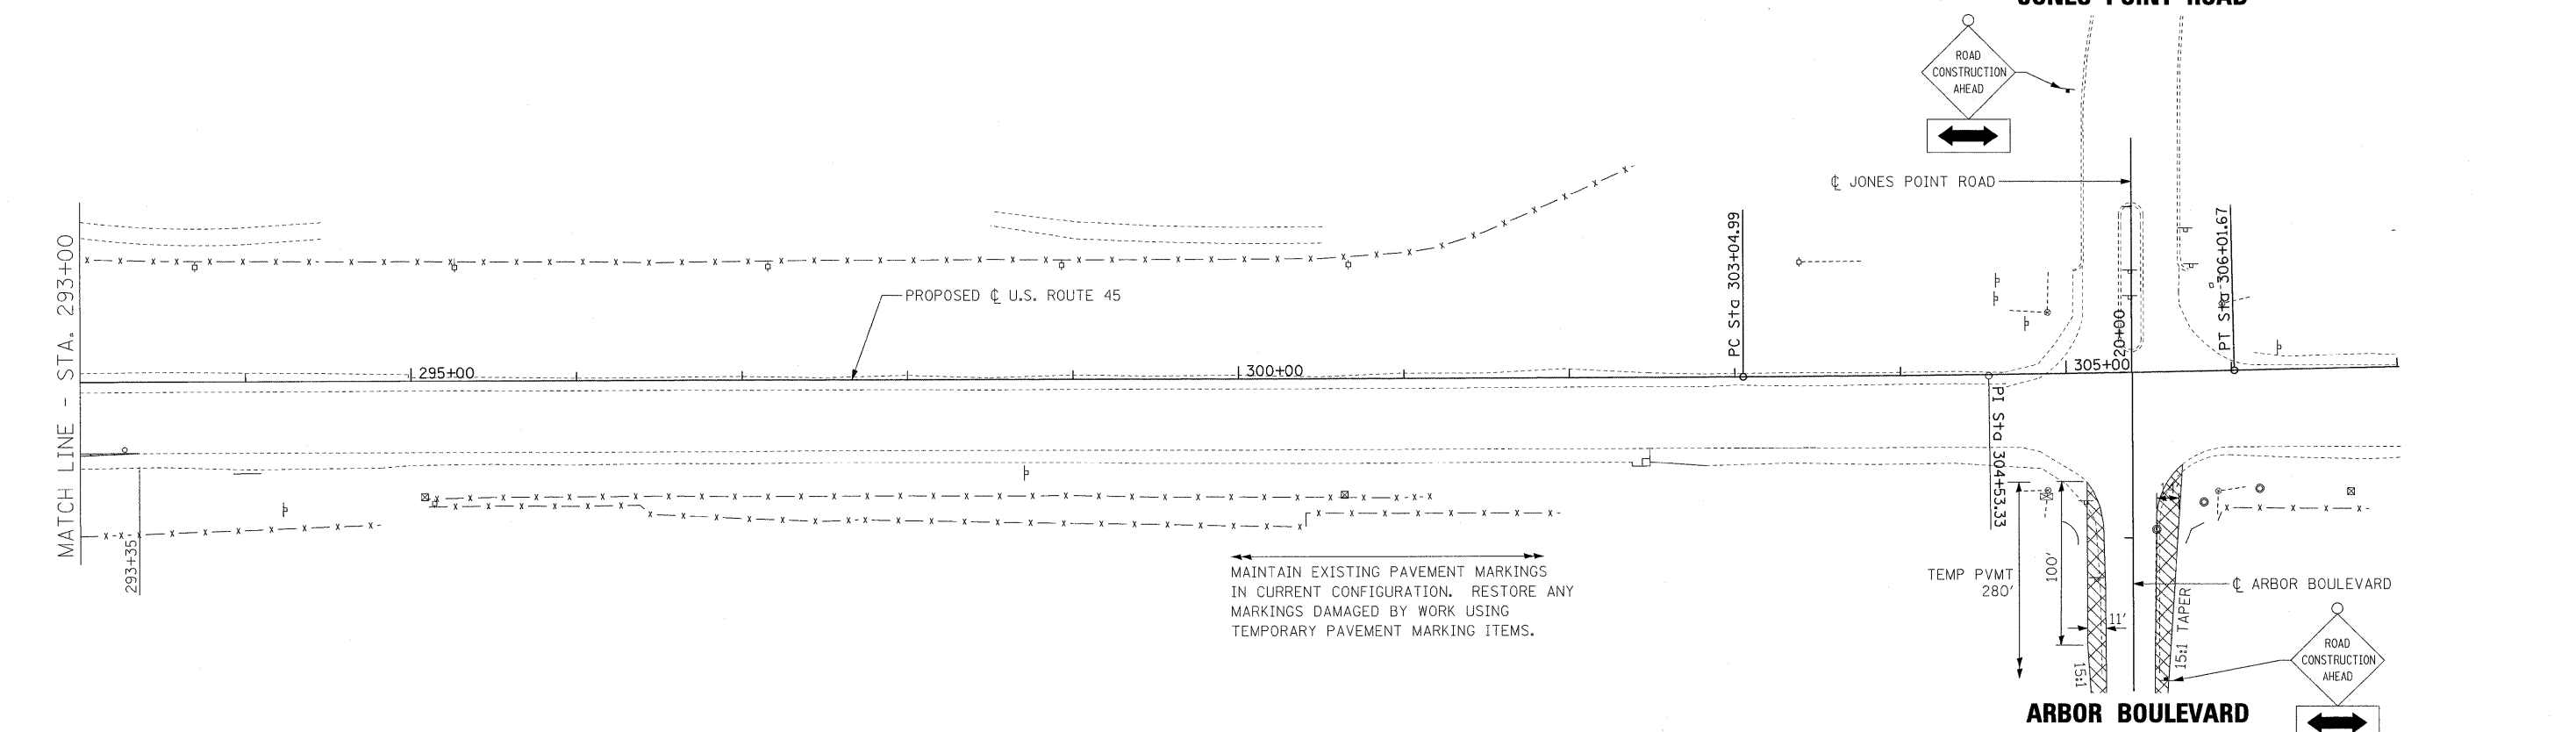 JONES POINT ROAD
ROAD
CONSTRUCTION
AHEAD
℄ JONES POINT ROAD
MATCH LINE - STA. 293+00
PROPOSED ℄ U.S. ROUTE 45
PC Sta 303+04.99
PT Sta 306+01.67
20+00
295+00
300+00
305+00
PI Sta 304+53.33
293+35
MAINTAIN EXISTING PAVEMENT MARKINGS
IN CURRENT CONFIGURATION. RESTORE ANY
MARKINGS DAMAGED BY WORK USING
TEMPORARY PAVEMENT MARKING ITEMS.
TEMP PVMT
280'
100'
11'
15:1
15:1 TAPER
℄ ARBOR BOULEVARD
ROAD
CONSTRUCTION
AHEAD
ARBOR BOULEVARD